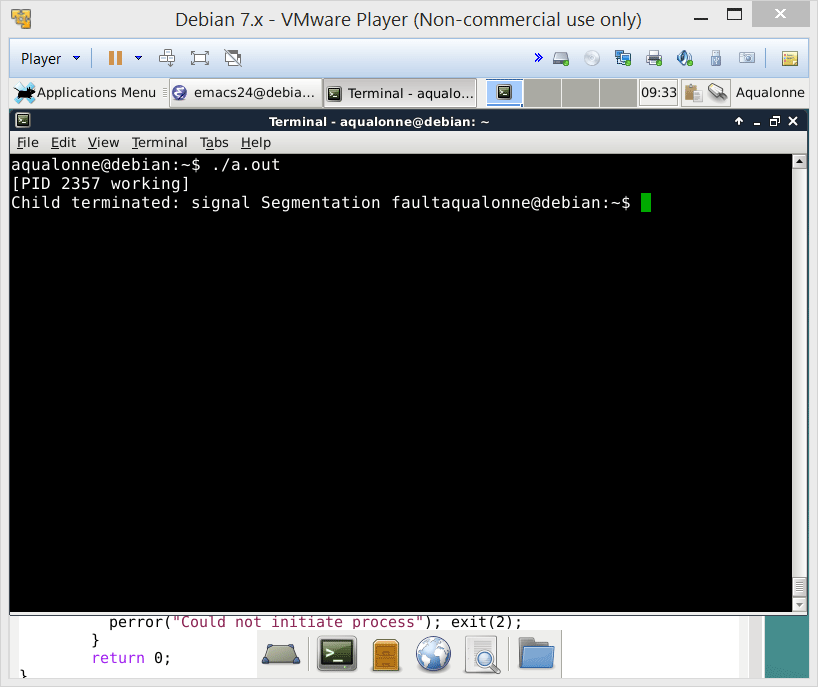 Debian 7.x - VMware Player (Non-commercial use only)
Player
Applications Menu
emacs24@debia...
Terminal - aqualo...
09:33
Aqualonne
Terminal - aqualonne@debian: ~
File Edit View Terminal Tabs Help
aqualonne@debian:~$ ./a.out
[PID 2357 working]
Child terminated: signal Segmentation faultaqualonne@debian:~$
perror("Could not initiate process"); exit(2);
}
return 0;
}